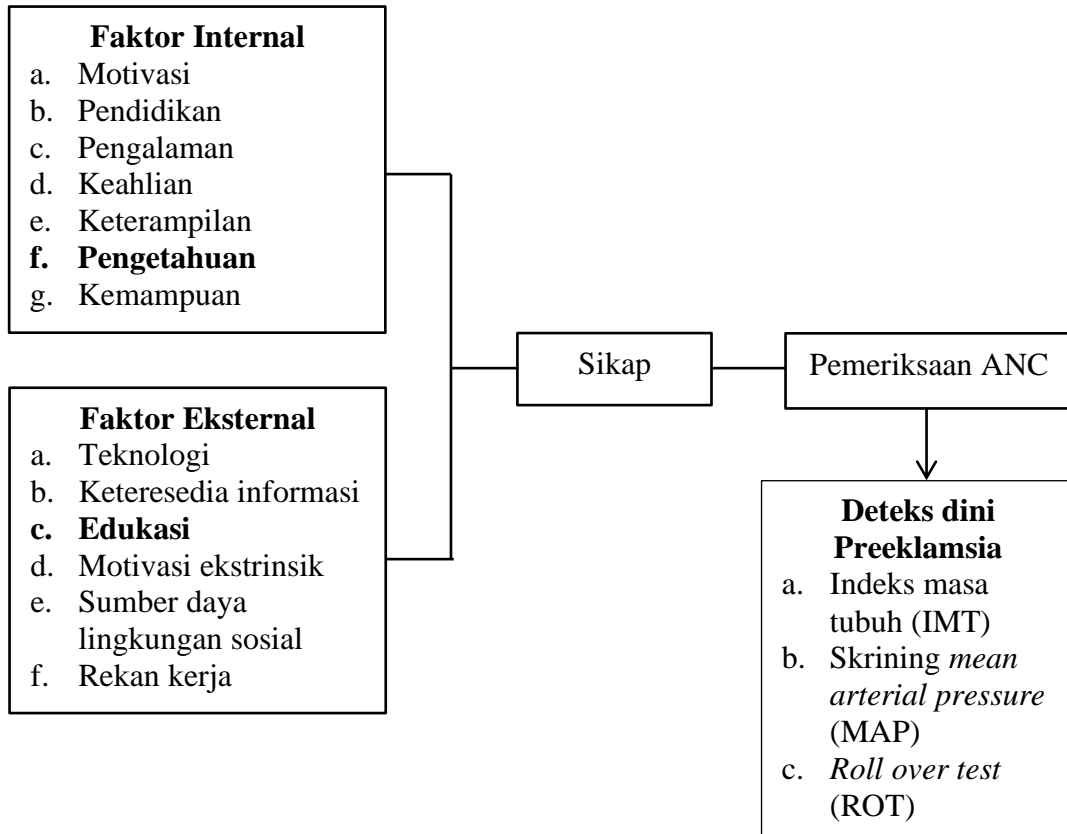 Faktor Internal
a. Motivasi
b. Pendidikan
c. Pengalaman
d. Keahlian
e. Keterampilan
f. Pengetahuan
g. Kemampuan
Faktor Eksternal
a. Teknologi
b. Keteresedia informasi
c. Edukasi
d. Motivasi ekstrinsik
e. Sumber daya
lingkungan sosial
f. Rekan kerja
Sikap
Pemeriksaan ANC
Deteks dini
Preeklamsia
a. Indeks masa
tubuh (IMT)
b. Skrining mean
arterial pressure
(MAP)
c. Roll over test
(ROT)